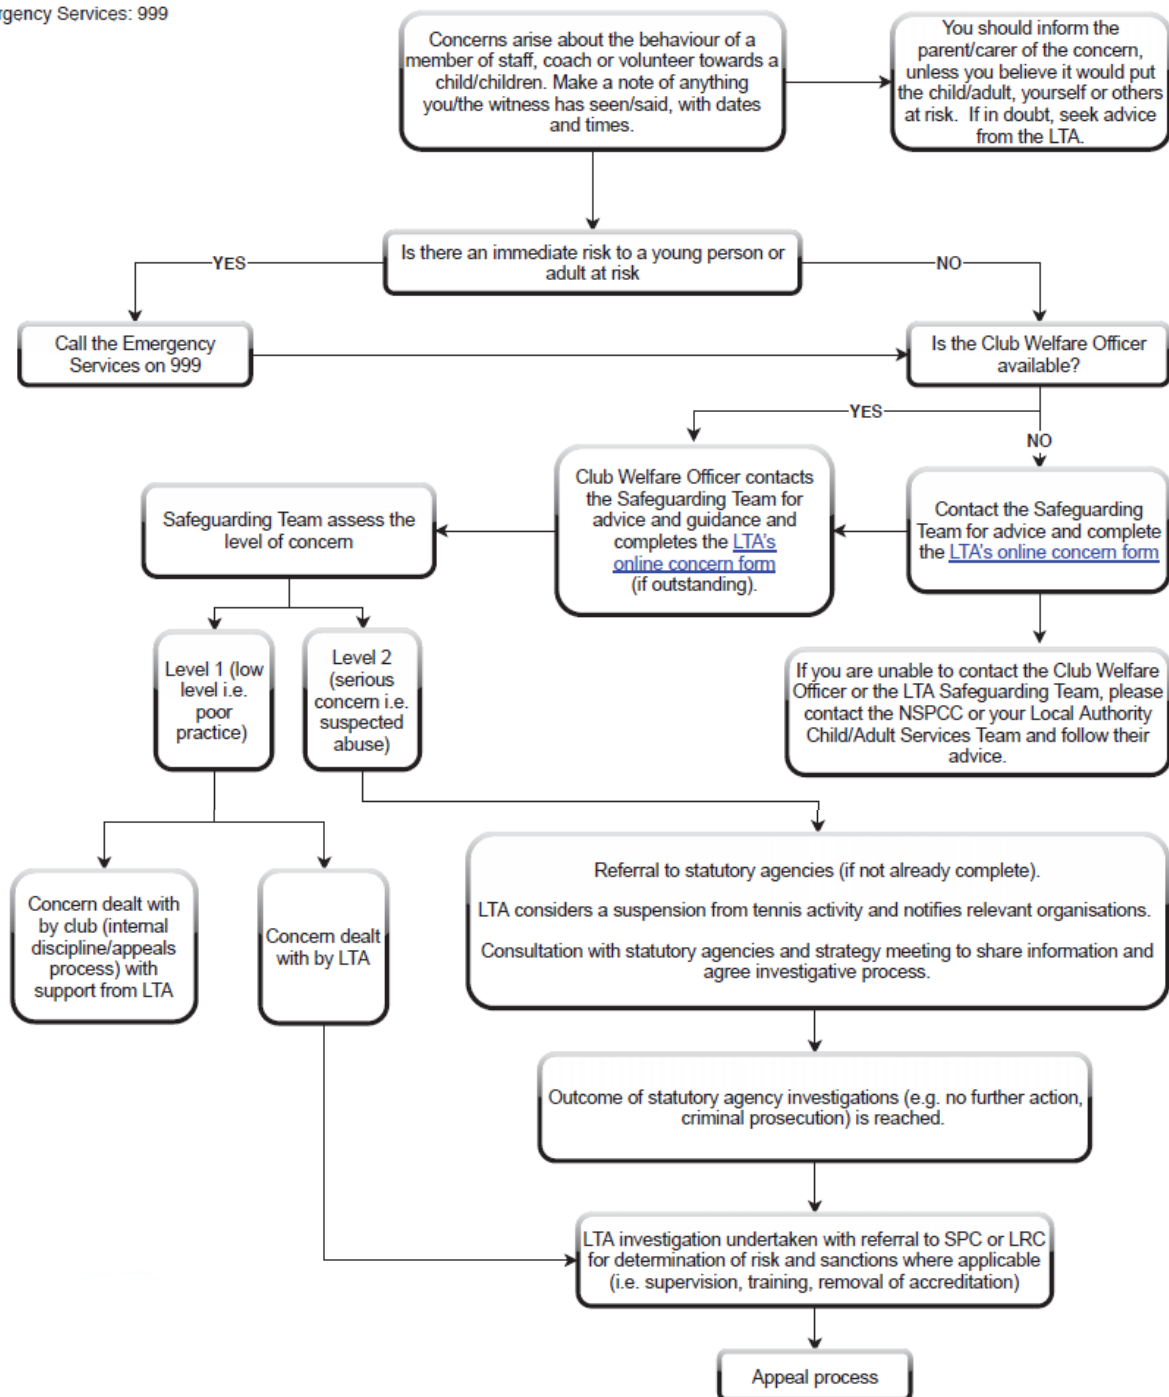 rgency Services: 999
Concerns arise about the behaviour of a
member of staff, coach or volunteer towards a
child/children. Make a note of anything
you/the witness has seen/said, with dates
and times.
You should inform the
parent/carer of the concern,
unless you believe it would put
the child/adult, yourself or others
at risk. If in doubt, seek advice
from the LTA.
Is there an immediate risk to a young person or
adult at risk
YES
NO
Call the Emergency
Services on 999
Is the Club Welfare Officer
available?
YES
NO
Club Welfare Officer contacts
the Safeguarding Team for
advice and guidance and
completes the LTA's
online concern form
(if outstanding).
Contact the Safeguarding
Team for advice and complete
the LTA's online concern form
Safeguarding Team assess the
level of concern
Level 1 (low
level i.e.
poor
practice)
Level 2
(serious
concern i.e.
suspected
abuse)
If you are unable to contact the Club Welfare
Officer or the LTA Safeguarding Team, please
contact the NSPCC or your Local Authority
Child/Adult Services Team and follow their
advice.
Concern dealt with
by club (internal
discipline/appeals
process) with
support from LTA
Concern dealt
with by LTA
Referral to statutory agencies (if not already complete).
LTA considers a suspension from tennis activity and notifies relevant organisations.
Consultation with statutory agencies and strategy meeting to share information and
agree investigative process.
Outcome of statutory agency investigations (e.g. no further action,
criminal prosecution) is reached.
LTA investigation undertaken with referral to SPC or LRC
for determination of risk and sanctions where applicable
(i.e. supervision, training, removal of accreditation)
Appeal process